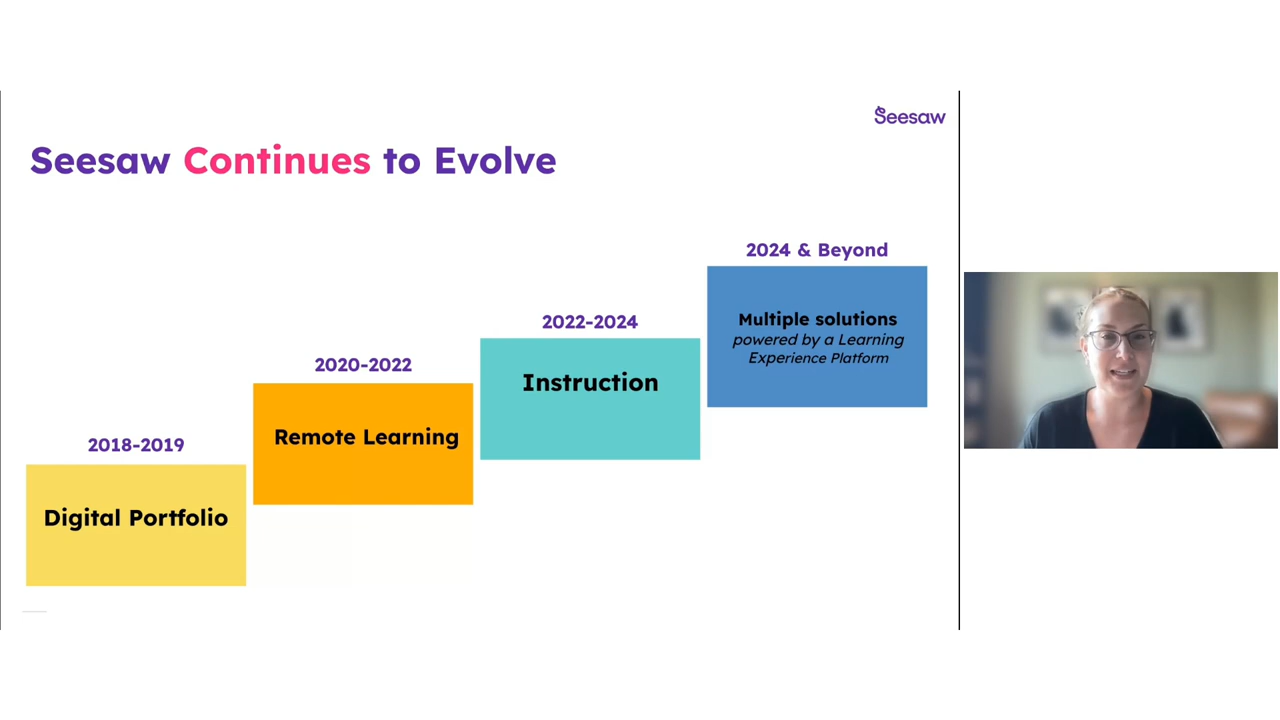 Seesaw
Seesaw Continues to Evolve
2018-2019
Digital Portfolio
2020-2022
Remote Learning
2022-2024
Instruction
2024 & Beyond
Multiple solutions
powered by a Learning
Experience Platform